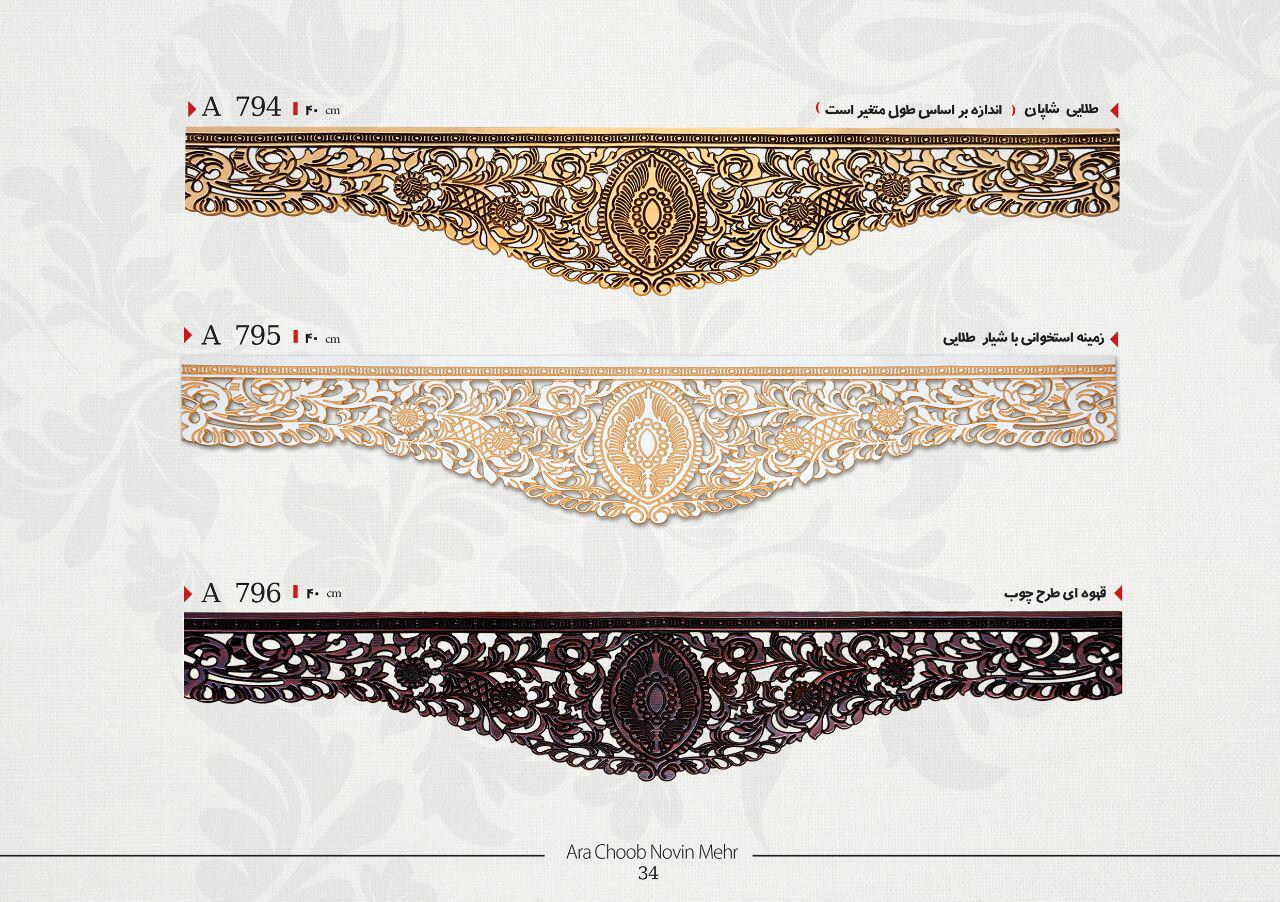 A 794 ۴۰ cm
طلایی شاپان ( اندازه بر اساس طول متغیر است )
A 795 ۴۰ cm
زمینه استخوانی با شیار طلایی
A 796 ۴۰ cm
قهوه ای طرح چوب
Ara Choob Novin Mehr
34